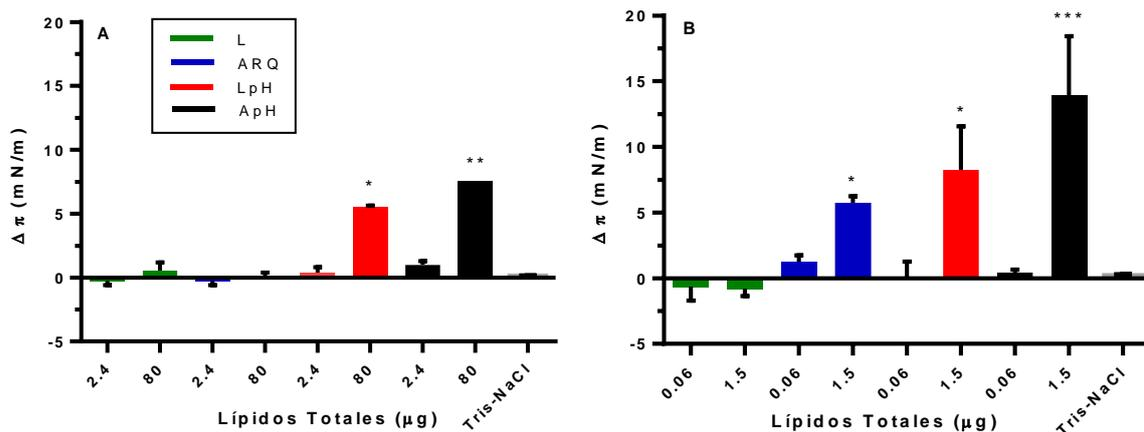 A
L
ARQ
LpH
ApH
Δ π (mN/m)
20
15
10
5
0
-5
*
**
2.4 80 2.4 80 2.4 80 2.4 80 Tris-NaCl
Lípidos Totales (µg)
B
Δ π (mN/m)
20
15
10
5
0
-5
*
*
***
0.06 1.5 0.06 1.5 0.06 1.5 0.06 1.5 Tris-NaCl
Lípidos Totales (µg)